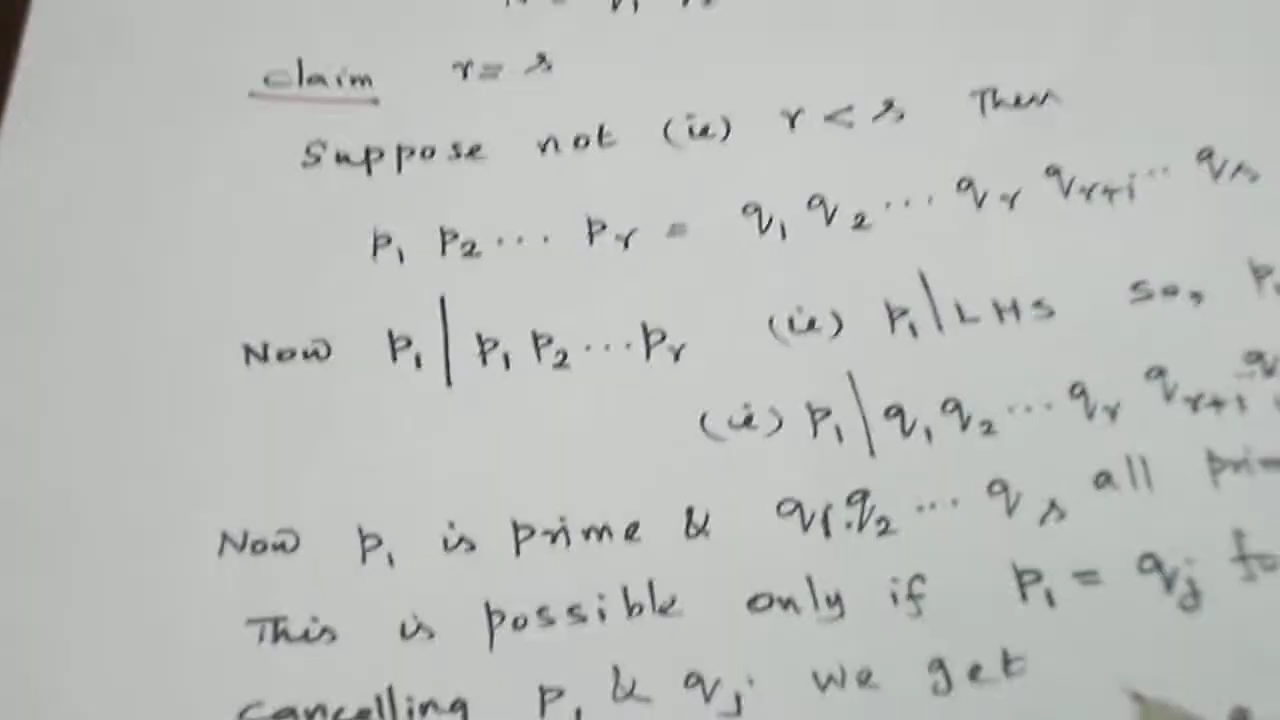 Claim r = s
Suppose not (ie) r < s Then
p₁ p₂ ... pᵣ = q₁ q₂ ... qᵣ qᵣ₊₁ ... qₛ
Now p₁ | p₁ p₂ ... pᵣ (ie) p₁ | LHS so,
(ie) p₁ | q₁ q₂ ... qᵣ qᵣ₊₁
Now p₁ is prime & q₁.q₂ ... qₛ all
This is possible only if p₁ = qⱼ
cancelling p₁ & qⱼ. we get